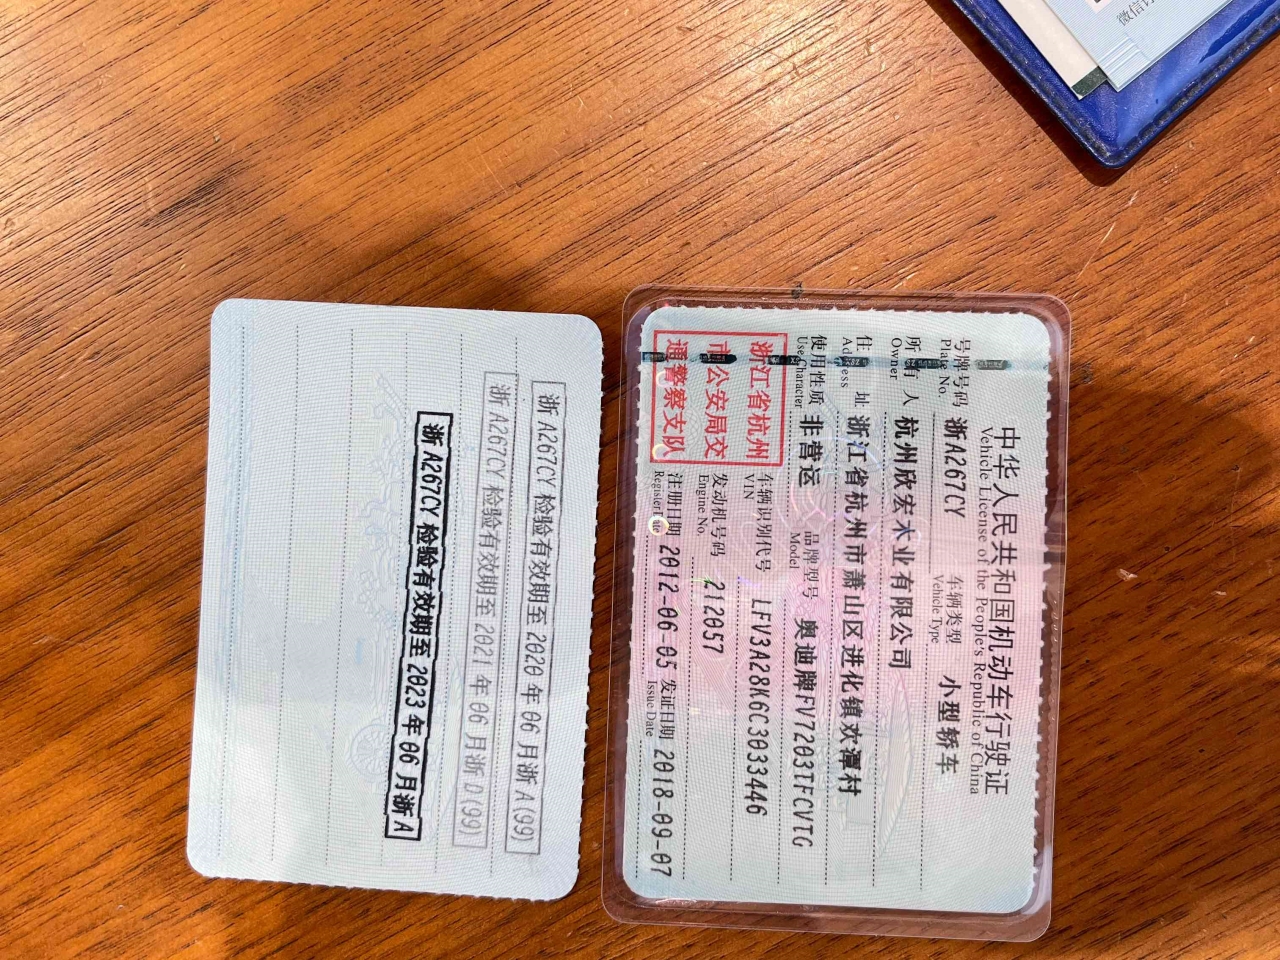 中华人民共和国机动车行驶证
Vehicle License of the People's Republic of China
号牌号码 浙A267CY 车辆类型 小型轿车
Plate No. Vehicle Type
所有人 杭州欣宏木业有限公司
Owner
住址 浙江省杭州市萧山区进化镇欢潭村
Address
使用性质 非营运 品牌型号 奥迪牌FV7203TFCVTG
Use Character Model
浙江省杭州
市公安局交
通警察支队
车辆识别代号 LFV3A28K6C3033446
VIN
发动机号码 212057
Engine No.
注册日期 2012-06-05 发证日期 2018-09-07
Register Date Issue Date
浙A267CY 检验有效期至 2020年06月浙A(99)
浙A267CY 检验有效期至 2021年06月浙D(99)
浙A267CY 检验有效期至 2023年06月浙A
微信